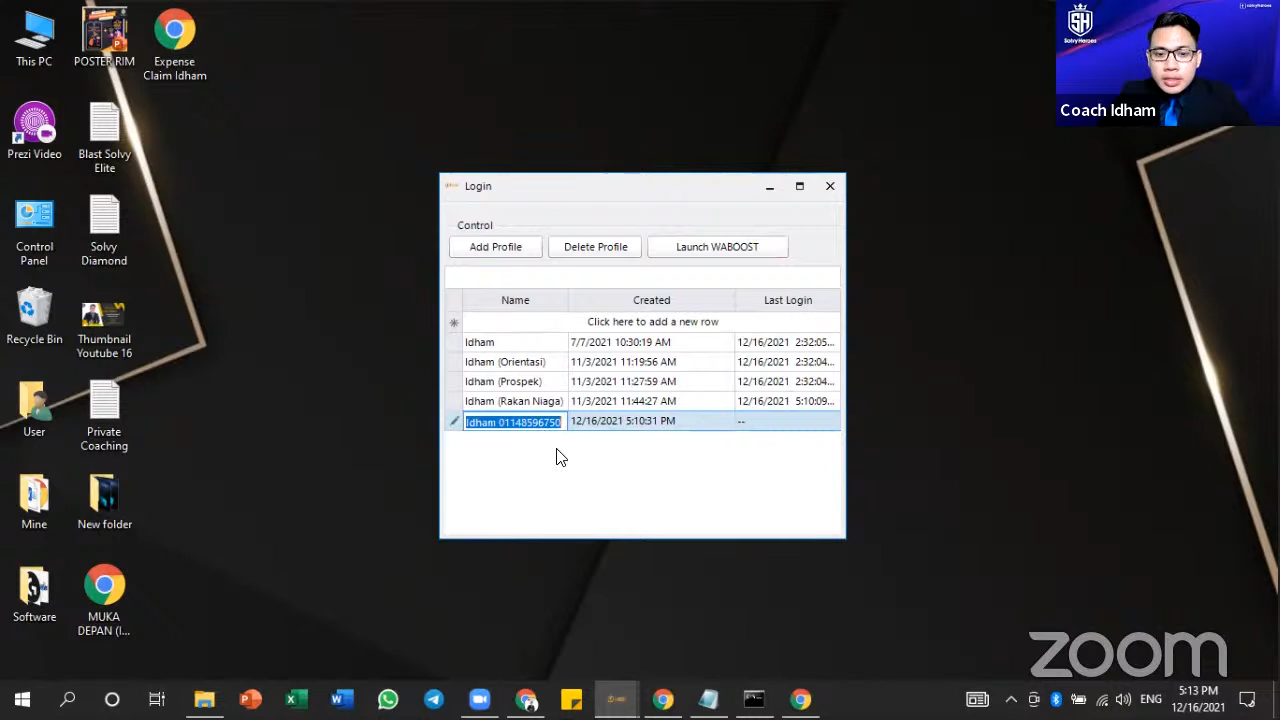 This PC
POSTER RIM
Expense
Claim Idham
Prezi Video
Blast Solvy
Elite
Control
Panel
Solvy
Diamond
Recycle Bin
Thumbnail
Youtube 16
User
Private
Coaching
Mine
New folder
Software
MUKA
DEPAN (I...
Login
Control
Add Profile
Delete Profile
Launch WABOOST
Name Created Last Login
Click here to add a new row
Idham 7/7/2021 10:30:19 AM 12/16/2021 2:32:05...
Idham (Orientasi) 11/3/2021 11:19:56 AM 12/16/2021 2:32:04...
Idham (Prospek) 11/3/2021 11:27:59 AM 12/16/2021 2:32:04...
Idham (Rakan Niaga) 11/3/2021 11:44:27 AM 12/16/2021 5:10:09...
Idham 01148596750 12/16/2021 5:10:31 PM --
SH
SolvyHeroes
Coach Idham
zoom
ENG
5:13 PM
12/16/2021